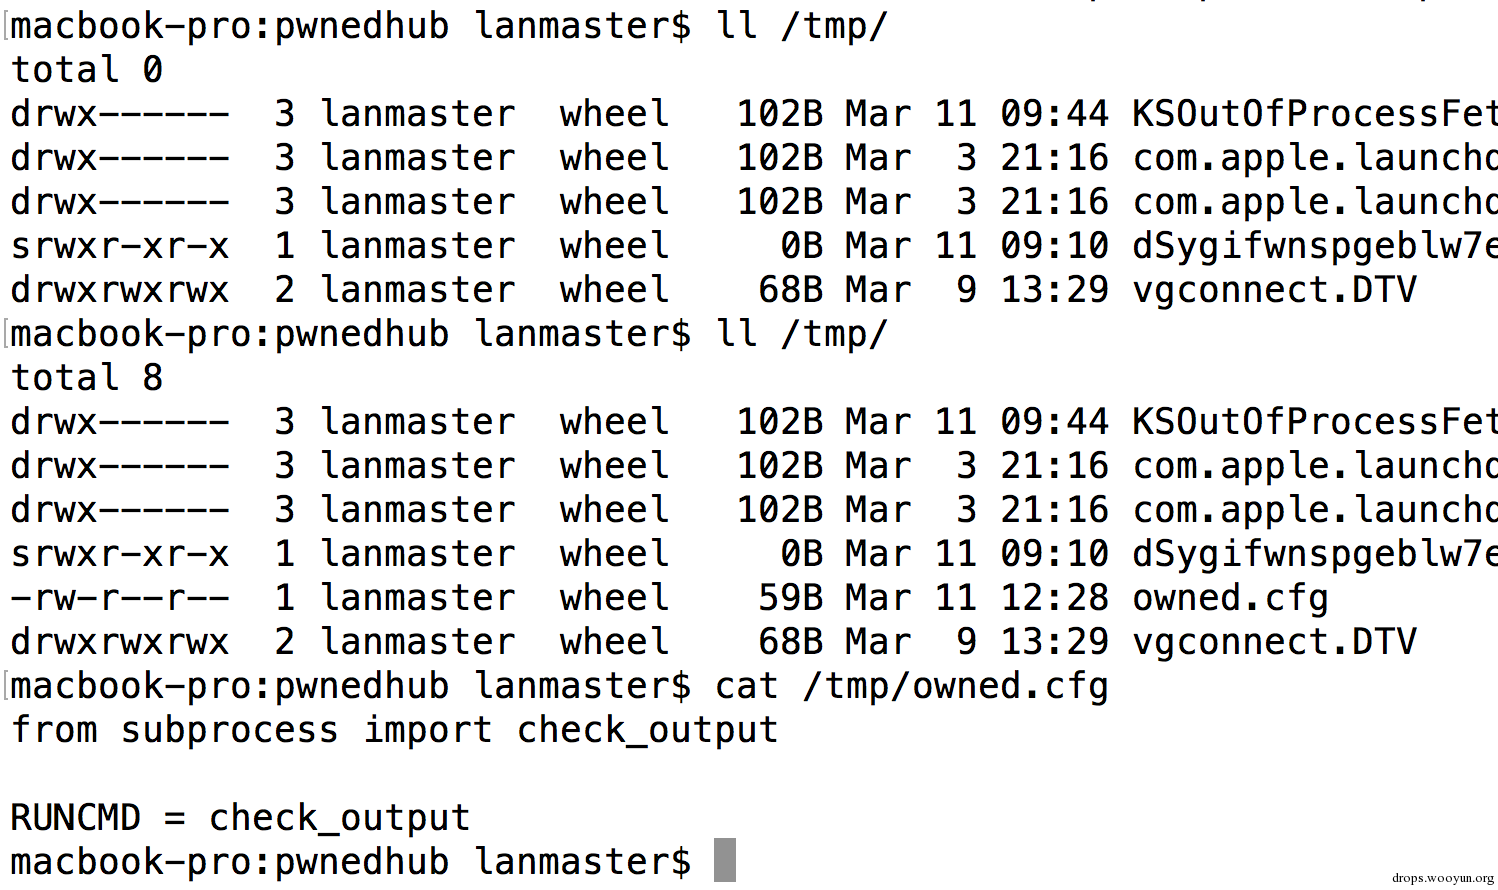 macbook-pro:pwnedhub lanmaster$ ll /tmp/
total 0
drwx------  3 lanmaster  wheel   102B Mar 11 09:44 KSOutOfProcessFet
drwx------  3 lanmaster  wheel   102B Mar  3 21:16 com.apple.launchd
drwx------  3 lanmaster  wheel   102B Mar  3 21:16 com.apple.launchd
srwxr-xr-x  1 lanmaster  wheel     0B Mar 11 09:10 dSygifwnspgeblw7e
drwxrwxrwx  2 lanmaster  wheel    68B Mar  9 13:29 vgconnect.DTV
macbook-pro:pwnedhub lanmaster$ ll /tmp/
total 8
drwx------  3 lanmaster  wheel   102B Mar 11 09:44 KSOutOfProcessFet
drwx------  3 lanmaster  wheel   102B Mar  3 21:16 com.apple.launchd
drwx------  3 lanmaster  wheel   102B Mar  3 21:16 com.apple.launchd
srwxr-xr-x  1 lanmaster  wheel     0B Mar 11 09:10 dSygifwnspgeblw7e
-rw-r--r--  1 lanmaster  wheel    59B Mar 11 12:28 owned.cfg
drwxrwxrwx  2 lanmaster  wheel    68B Mar  9 13:29 vgconnect.DTV
macbook-pro:pwnedhub lanmaster$ cat /tmp/owned.cfg
from subprocess import check_output
RUNCMD = check_output
macbook-pro:pwnedhub lanmaster$
drops.wooyun.org